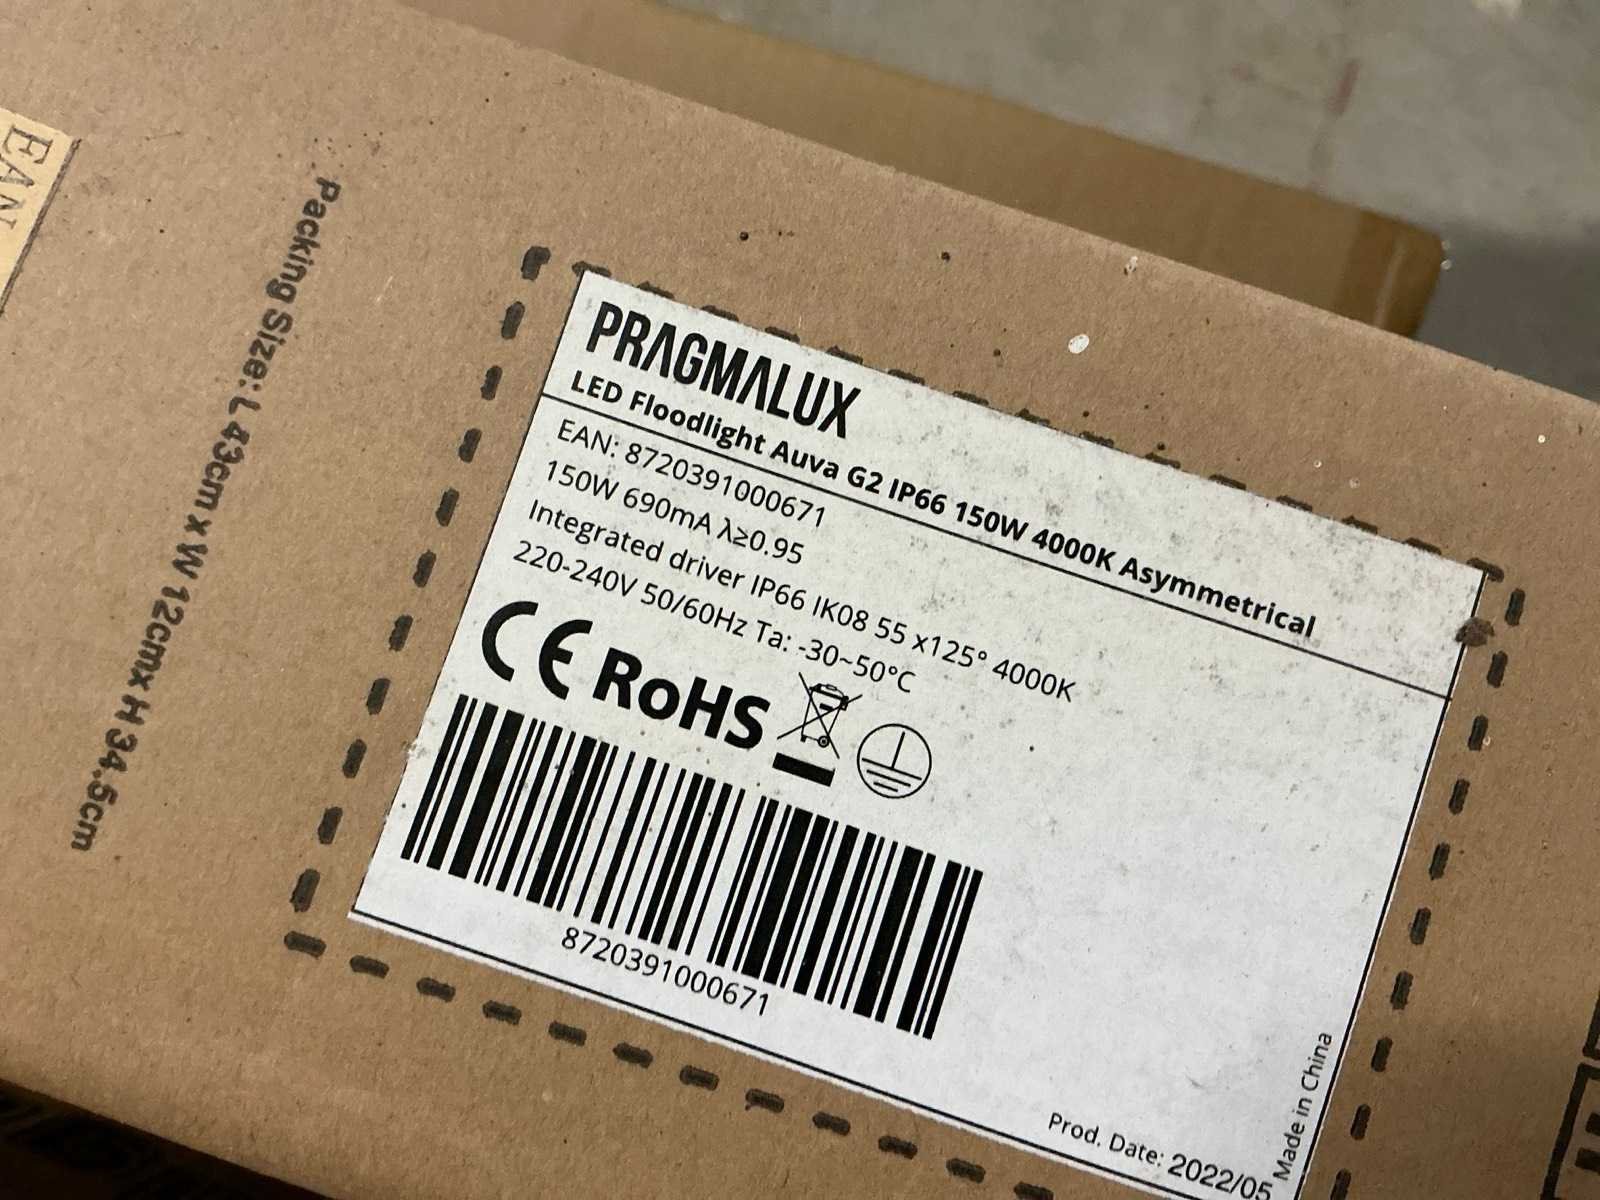 EAN
Packing Size: L 43cm x W 12cmx H 34.5cm
PRAGMALUX
LED Floodlight Auva G2 IP66 150W 4000K Asymmetrical
EAN: 8720391000671
150W 690mA λ≥0.95
Integrated driver IP66 IK08 55 x125° 4000K
220-240V 50/60Hz Ta: -30~50°C
CE RoHS
8720391000671
Prod. Date: 2022/05
Made in China